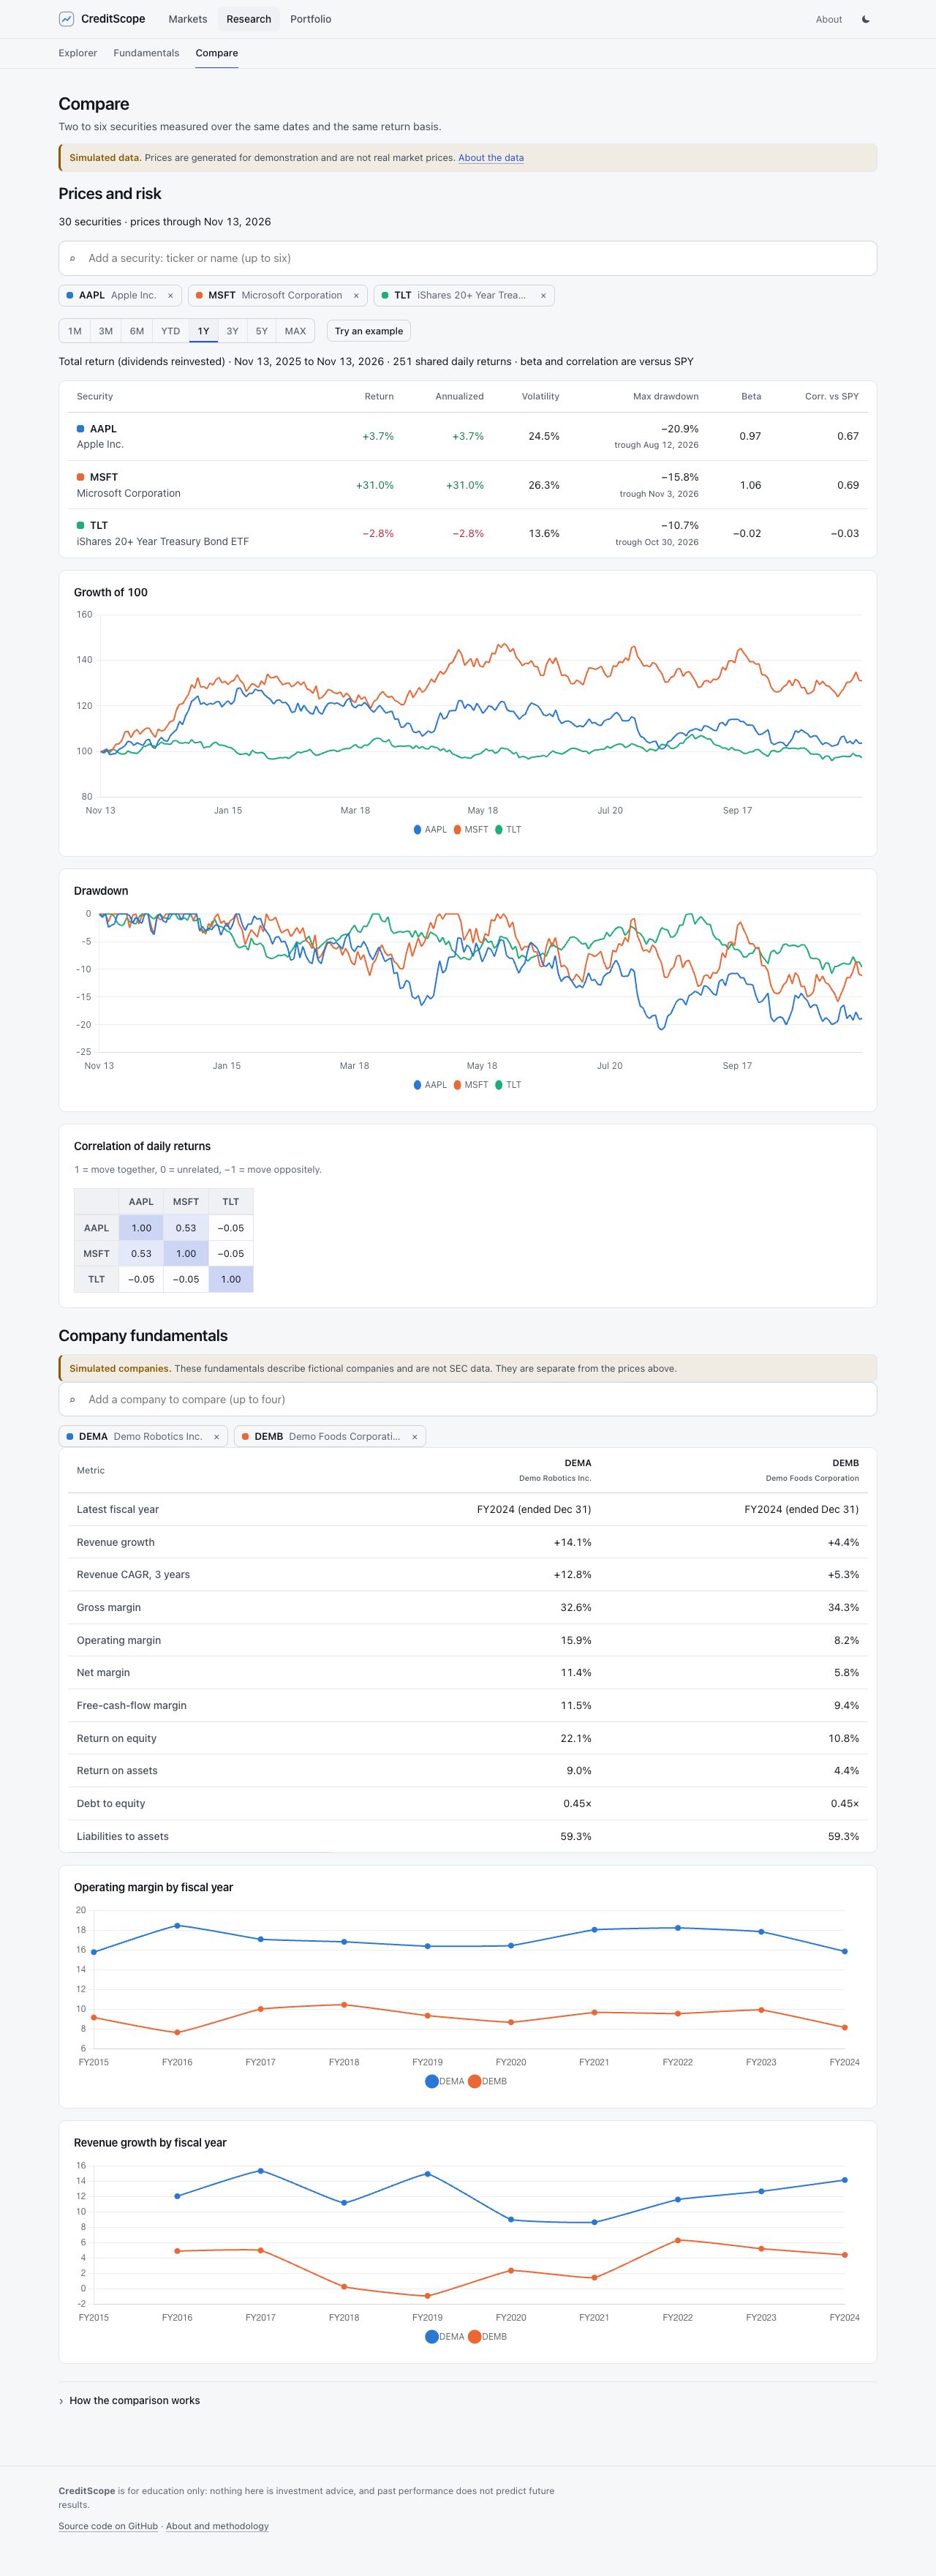 CreditScope Markets Research Portfolio About
Explorer Fundamentals Compare
Compare
Two to six securities measured over the same dates and the same return basis.
Simulated data. Prices are generated for demonstration and are not real market prices. About the data
Prices and risk
30 securities · prices through Nov 13, 2026
Add a security: ticker or name (up to six)
AAPL Apple Inc. × MSFT Microsoft Corporation × TLT iShares 20+ Year Trea... ×
1M 3M 6M YTD 1Y 3Y 5Y MAX Try an example
Total return (dividends reinvested) · Nov 13, 2025 to Nov 13, 2026 · 251 shared daily returns · beta and correlation are versus SPY
Security Return Annualized Volatility Max drawdown Beta Corr. vs SPY
AAPL
Apple Inc.
+3.7% +3.7% 24.5% −20.9% 0.97 0.67
trough Aug 12, 2026
MSFT
Microsoft Corporation
+31.0% +31.0% 26.3% −15.8% 1.06 0.69
trough Nov 3, 2026
TLT
iShares 20+ Year Treasury Bond ETF
−2.8% −2.8% 13.6% −10.7% −0.02 −0.03
trough Oct 30, 2026
Growth of 100
160
140
120
100
80
Nov 13 Jan 15 Mar 18 May 18 Jul 20 Sep 17
AAPL MSFT TLT
Drawdown
0
-5
-10
-15
-20
-25
Nov 13 Jan 15 Mar 18 May 18 Jul 20 Sep 17
AAPL MSFT TLT
Correlation of daily returns
1 = move together, 0 = unrelated, −1 = move oppositely.
AAPL MSFT TLT
AAPL 1.00 0.53 −0.05
MSFT 0.53 1.00 −0.05
TLT −0.05 −0.05 1.00
Company fundamentals
Simulated companies. These fundamentals describe fictional companies and are not SEC data. They are separate from the prices above.
Add a company to compare (up to four)
DEMA Demo Robotics Inc. × DEMB Demo Foods Corporati... ×
Metric DEMA DEMB
Demo Robotics Inc. Demo Foods Corporation
Latest fiscal year FY2024 (ended Dec 31) FY2024 (ended Dec 31)
Revenue growth +14.1% +4.4%
Revenue CAGR, 3 years +12.8% +5.3%
Gross margin 32.6% 34.3%
Operating margin 15.9% 8.2%
Net margin 11.4% 5.8%
Free-cash-flow margin 11.5% 9.4%
Return on equity 22.1% 10.8%
Return on assets 9.0% 4.4%
Debt to equity 0.45× 0.45×
Liabilities to assets 59.3% 59.3%
Operating margin by fiscal year
20
18
16
14
12
10
8
6
FY2015 FY2016 FY2017 FY2018 FY2019 FY2020 FY2021 FY2022 FY2023 FY2024
DEMA DEMB
Revenue growth by fiscal year
16
14
12
10
8
6
4
2
0
-2
FY2015 FY2016 FY2017 FY2018 FY2019 FY2020 FY2021 FY2022 FY2023 FY2024
DEMA DEMB
› How the comparison works
CreditScope is for education only: nothing here is investment advice, and past performance does not predict future
results.
Source code on GitHub · About and methodology